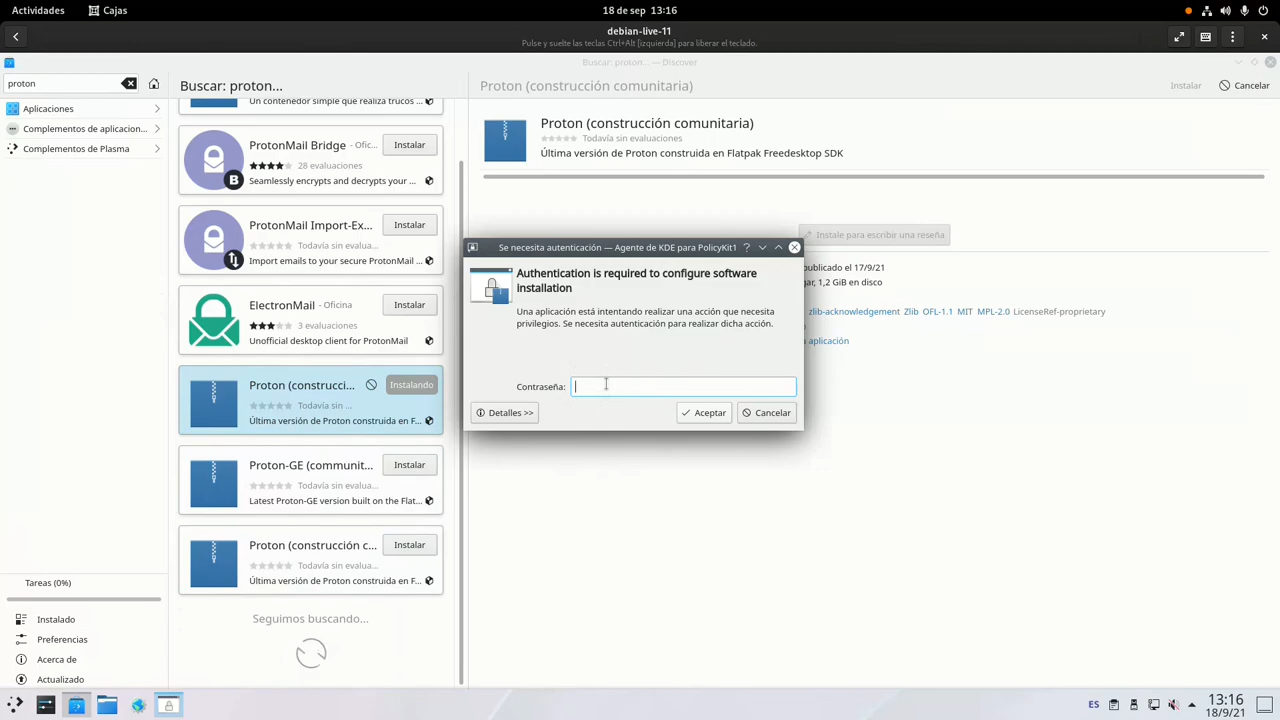 Actividades
Cajas
18 de sep  13:16
debian-live-11
Pulse y suelte las teclas Ctrl+Alt [izquierda] para liberar el teclado.
Buscar: proton... — Discover
proton
Buscar: proton...
Proton (construcción comunitaria)
Instalar
Cancelar
Aplicaciones
Complementos de aplicacion...
Complementos de Plasma
Un contenedor simple que realiza trucos ...
ProtonMail Bridge - Ofic...
Instalar
28 evaluaciones
Seamlessly encrypts and decrypts your ...
ProtonMail Import-Ex...
Instalar
Todavía sin evalua...
Import emails to your secure ProtonMail ...
ElectronMail - Oficina
Instalar
3 evaluaciones
Unofficial desktop client for ProtonMail
Proton (construcci...
Instalando
Todavía sin ...
Última versión de Proton construida en F...
Proton-GE (communit...
Instalar
Todavía sin evalua...
Latest Proton-GE version built on the Flat...
Proton (construcción c...
Instalar
Todavía sin evalua...
Última versión de Proton construida en F...
Seguimos buscando...
Proton (construcción comunitaria)
Todavía sin evaluaciones
Última versión de Proton construida en Flatpak Freedesktop SDK
Instale para escribir una reseña
publicado el 17/9/21
gar, 1,2 GiB en disco
zlib-acknowledgement Zlib OFL-1.1 MIT MPL-2.0 LicenseRef-proprietary
aplicación
Se necesita autenticación — Agente de KDE para PolicyKit1
Authentication is required to configure software
installation
Una aplicación está intentando realizar una acción que necesita
privilegios. Se necesita autenticación para realizar dicha acción.
Contraseña:
Detalles >>
Aceptar
Cancelar
Tareas (0%)
Instalado
Preferencias
Acerca de
Actualizado
ES
13:16
18/9/21